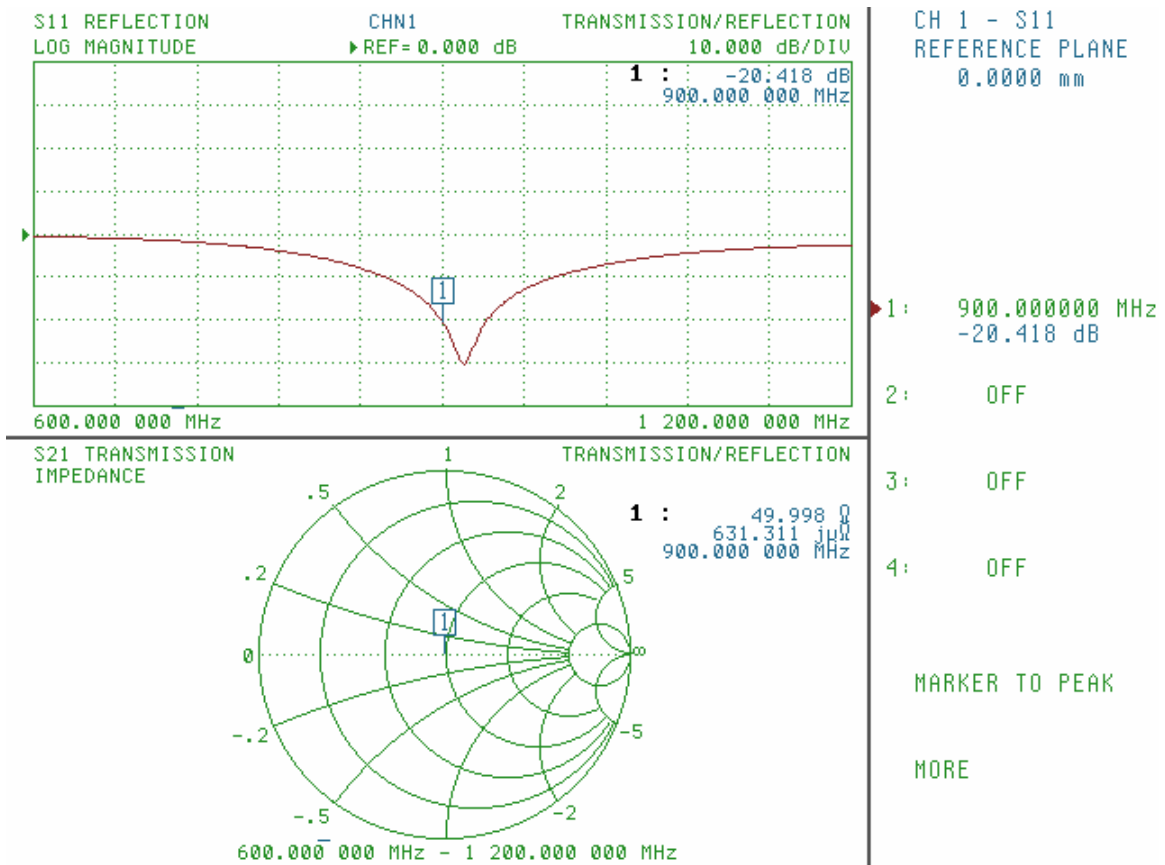 S11 REFLECTION CHN1 TRANSMISSION/REFLECTION
LOG MAGNITUDE ▶REF= 0.000 dB 10.000 dB/DIV
1 : -20.418 dB
900.000 000 MHz
1
600.000 000 MHz 1 200.000 000 MHz
S21 TRANSMISSION TRANSMISSION/REFLECTION
IMPEDANCE
1
.5 2
1 : 49.998 Ω
631.311 jµΩ
900.000 000 MHz
.2 5
1
0 ∞
-.2 -5
-.5 -2
600.000 000 MHz - 1 200.000 000 MHz
CH 1 - S11
REFERENCE PLANE
0.0000 mm
▶1: 900.000000 MHz
-20.418 dB
2: OFF
3: OFF
4: OFF
MARKER TO PEAK
MORE